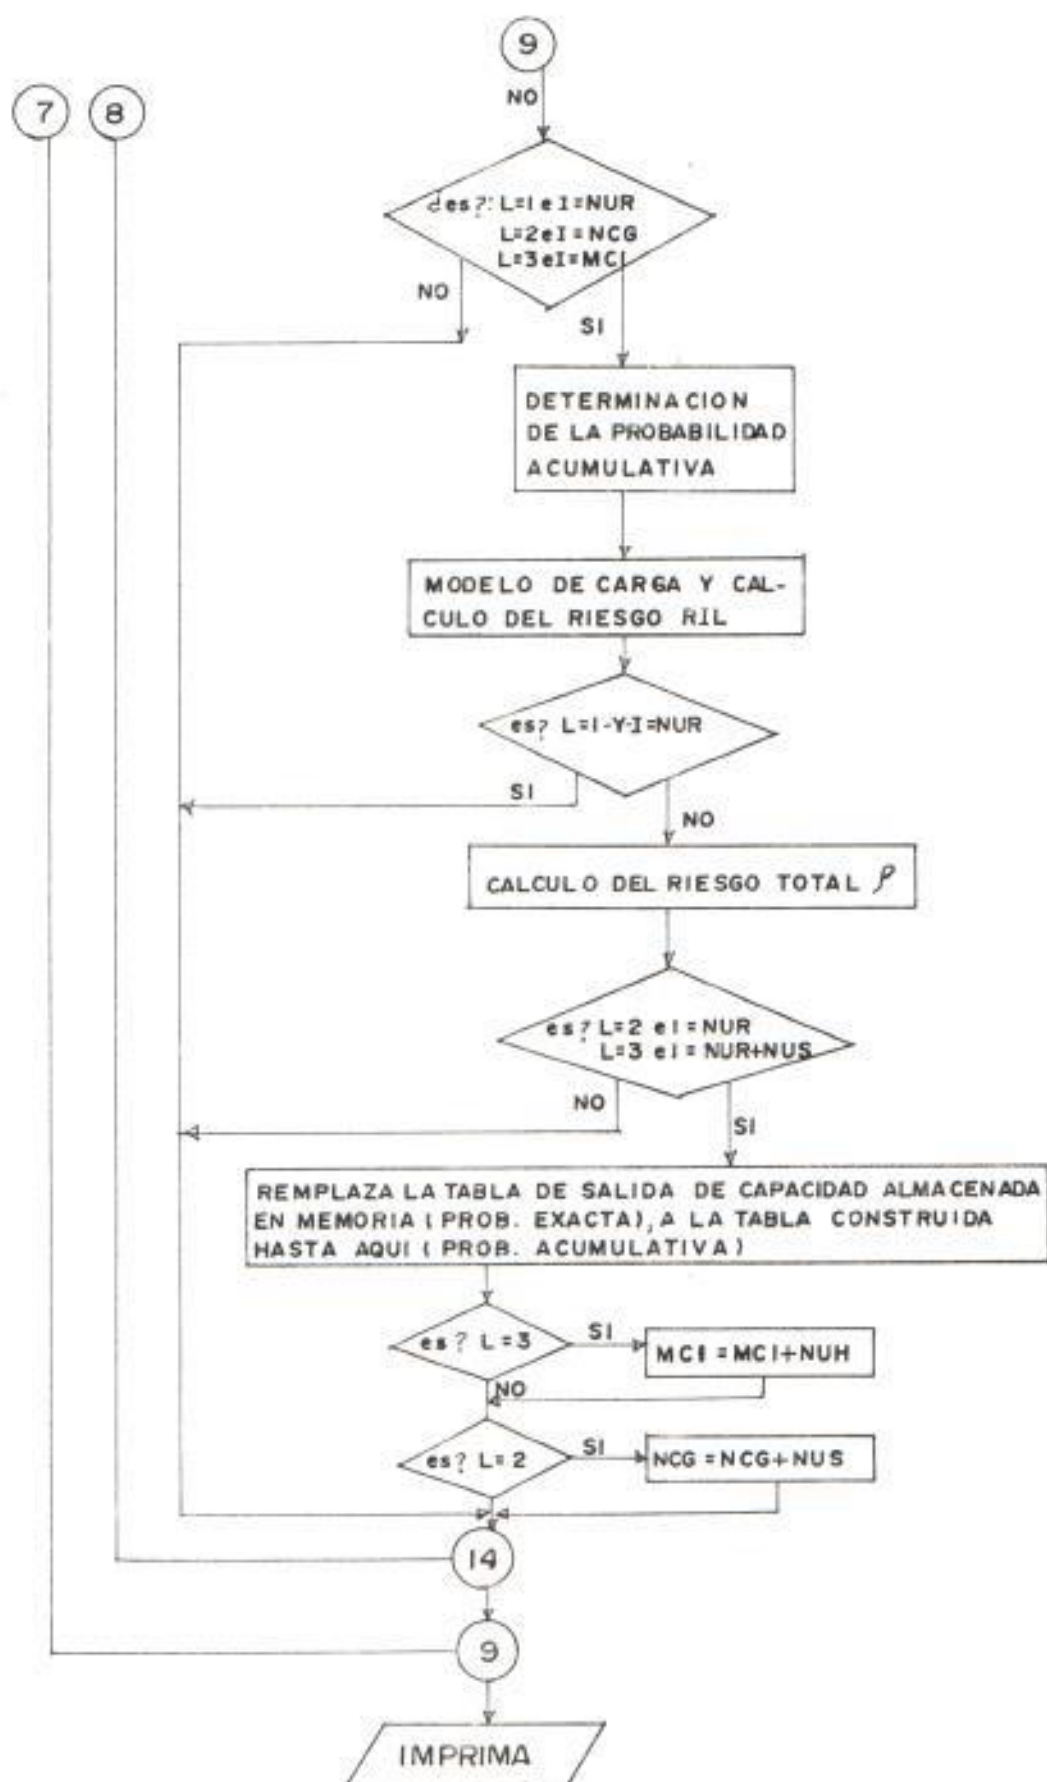 9
NO
7
8
¿es?: L=1 e I=NUR
L=2 e I=NCG
L=3 e I=MCI
NO
SI
DETERMINACION
DE LA PROBABILIDAD
ACUMULATIVA
MODELO DE CARGA Y CAL-
CULO DEL RIESGO RIL
es? L=1-Y-I=NUR
SI
NO
CALCULO DEL RIESGO TOTAL ρ
es? L=2 e I=NUR
L=3 e I=NUR+NUS
NO
SI
REMPLAZA LA TABLA DE SALIDA DE CAPACIDAD ALMACENADA
EN MEMORIA (PROB. EXACTA), A LA TABLA CONSTRUIDA
HASTA AQUI (PROB. ACUMULATIVA)
es? L=3
SI
MCI=MCI+NUH
NO
es? L=2
SI
NCG=NCG+NUS
14
9
IMPRIMA